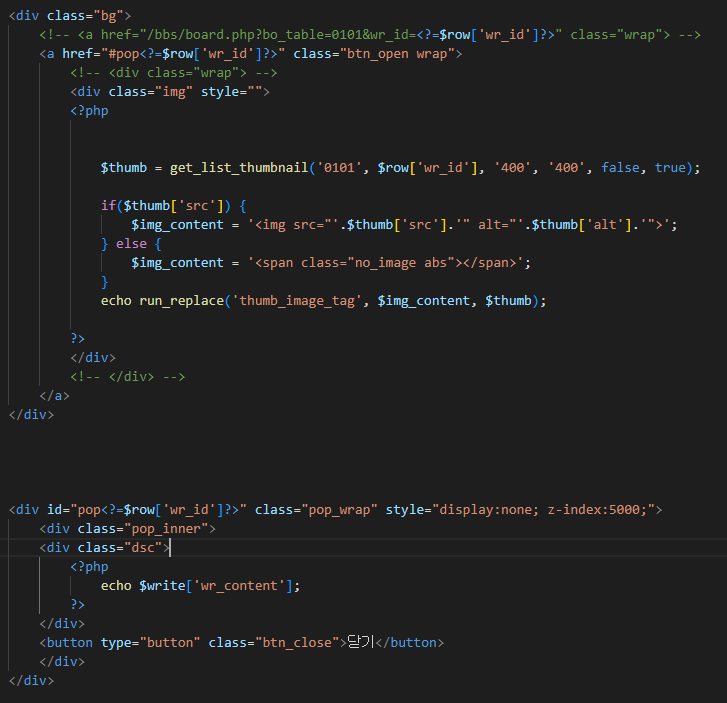 <div class="bg">
<!-- <a href="/bbs/board.php?bo_table=0101&wr_id=<?=$row['wr_id']?>" class="wrap"> -->
<a href="#pop<?=$row['wr_id']?>" class="btn_open wrap">
<!-- <div class="wrap"> -->
<div class="img" style="">
<?php
$thumb = get_list_thumbnail('0101', $row['wr_id'], '400', '400', false, true);
if($thumb['src']) {
$img_content = '<img src="'.$thumb['src'].'" alt="'.$thumb['alt'].'">';
} else {
$img_content = '<span class="no_image abs"></span>';
}
echo run_replace('thumb_image_tag', $img_content, $thumb);
?>
</div>
<!-- </div> -->
</a>
</div>
<div id="pop<?=$row['wr_id']?>" class="pop_wrap" style="display:none; z-index:5000;">
<div class="pop_inner">
<div class="dsc">
<?php
echo $write['wr_content'];
?>
</div>
<button type="button" class="btn_close">닫기</button>
</div>
</div>